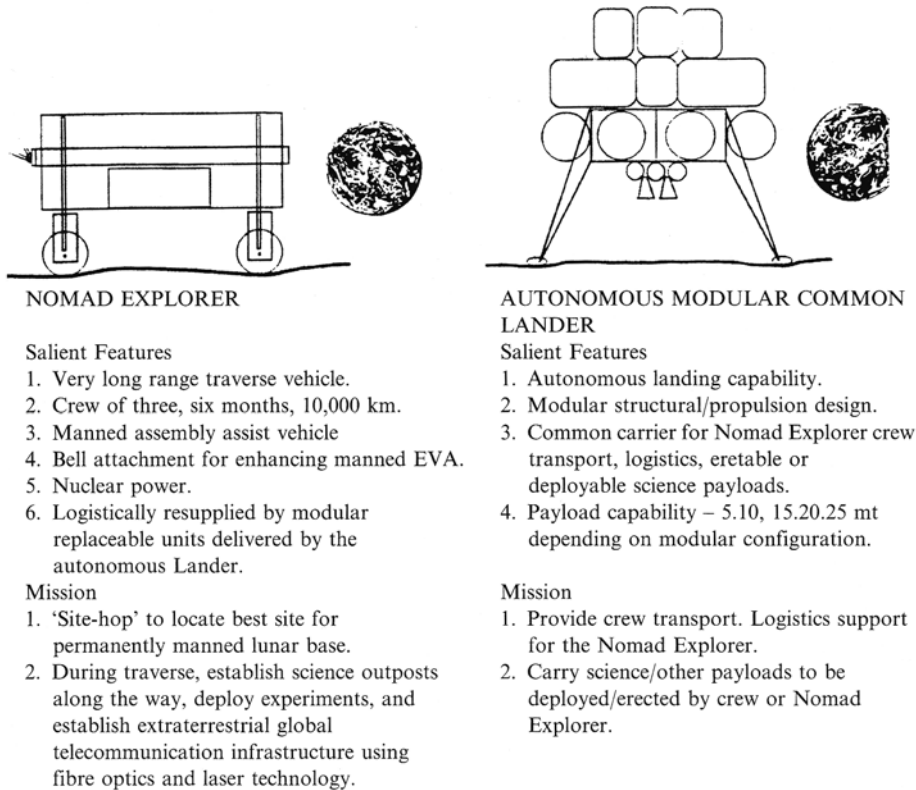 NOMAD EXPLORER
Salient Features
1. Very long range traverse vehicle.
2. Crew of three, six months, 10,000 km.
3. Manned assembly assist vehicle
4. Bell attachment for enhancing manned EVA.
5. Nuclear power.
6. Logistically resupplied by modular
replaceable units delivered by the
autonomous Lander.
Mission
1. ‘Site-hop’ to locate best site for
permanently manned lunar base.
2. During traverse, establish science outposts
along the way, deploy experiments, and
establish extraterrestrial global
telecommunication infrastructure using
fibre optics and laser technology.
AUTONOMOUS MODULAR COMMON
LANDER
Salient Features
1. Autonomous landing capability.
2. Modular structural/propulsion design.
3. Common carrier for Nomad Explorer crew
transport, logistics, eretable or
deployable science payloads.
4. Payload capability – 5.10, 15.20.25 mt
depending on modular configuration.
Mission
1. Provide crew transport. Logistics support
for the Nomad Explorer.
2. Carry science/other payloads to be
deployed/erected by crew or Nomad
Explorer.